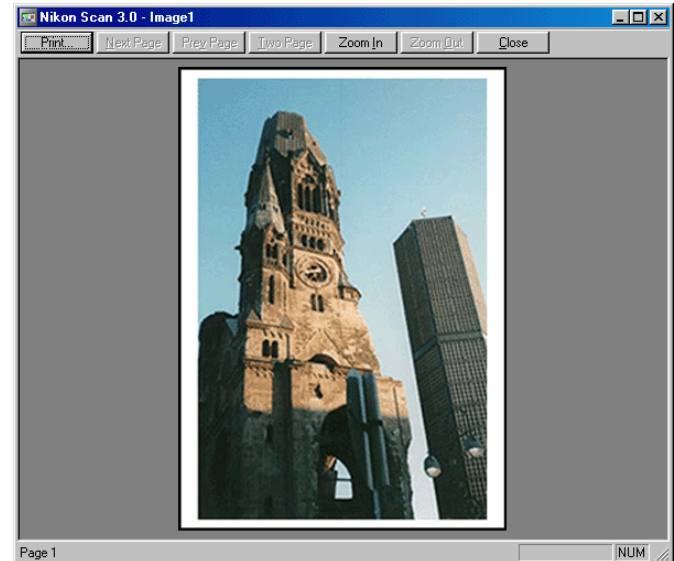 Nikon Scan 3.0 - Image1
Print... Next Page Prev Page Two Page Zoom In Zoom Out Close
Page 1 NUM